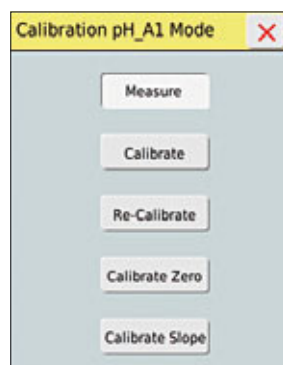 Calibration pH_A1 Mode
Measure
Calibrate
Re-Calibrate
Calibrate Zero
Calibrate Slope